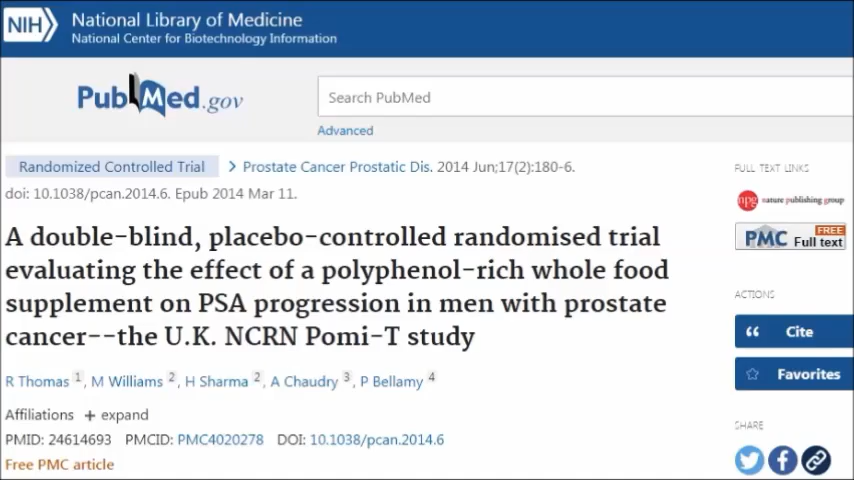 NIH National Library of Medicine
National Center for Biotechnology Information
PubMed.gov
Search PubMed
Advanced
Randomized Controlled Trial > Prostate Cancer Prostatic Dis. 2014 Jun;17(2):180-6.
doi: 10.1038/pcan.2014.6. Epub 2014 Mar 11.
A double-blind, placebo-controlled randomised trial
evaluating the effect of a polyphenol-rich whole food
supplement on PSA progression in men with prostate
cancer--the U.K. NCRN Pomi-T study
R Thomas 1, M Williams 2, H Sharma 2, A Chaudry 3, P Bellamy 4
Affiliations + expand
PMID: 24614693 PMCID: PMC4020278 DOI: 10.1038/pcan.2014.6
Free PMC article
FULL TEXT LINKS
npg nature publishing group
PMC FREE Full text
ACTIONS
Cite
Favorites
SHARE